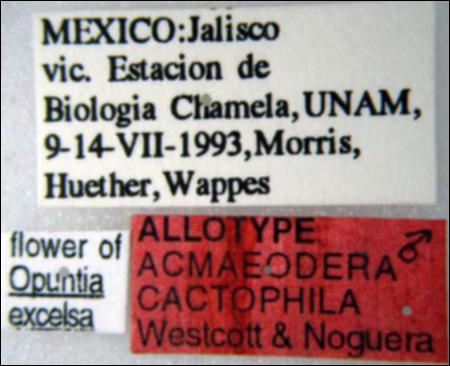 MEXICO:Jalisco
vic. Estacion de
Biologia Chamela, UNAM,
9-14-VII-1993, Morris,
Huether, Wappes
flower of
Opuntia
excelsa
ALLOTYPE ♂
ACMAEODERA
CACTOPHILA
Westcott & Noguera